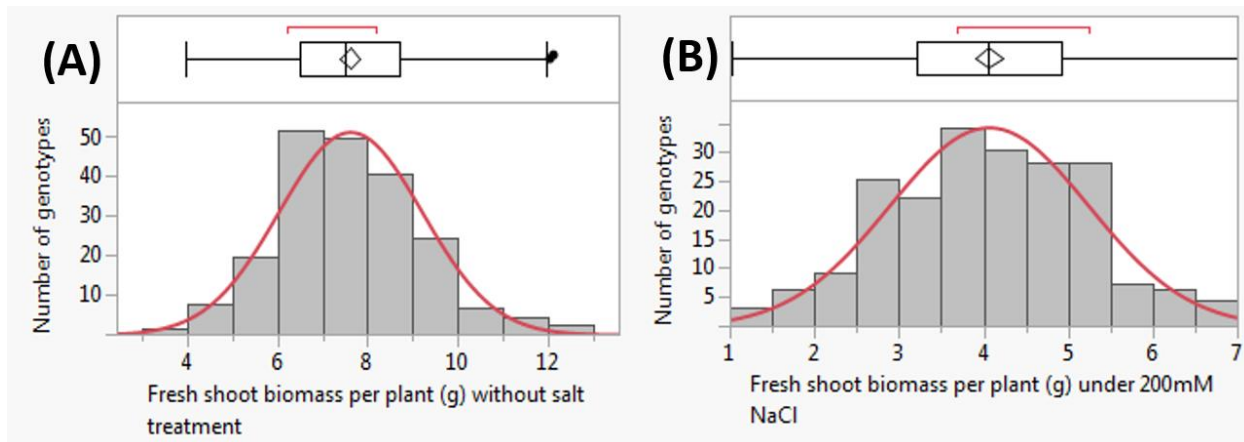 (A)
Number of genotypes
50
40
30
20
10
4 6 8 10 12
Fresh shoot biomass per plant (g) without salt
treatment
(B)
Number of genotypes
30
25
20
15
10
5
1 2 3 4 5 6 7
Fresh shoot biomass per plant (g) under 200mM
NaCl